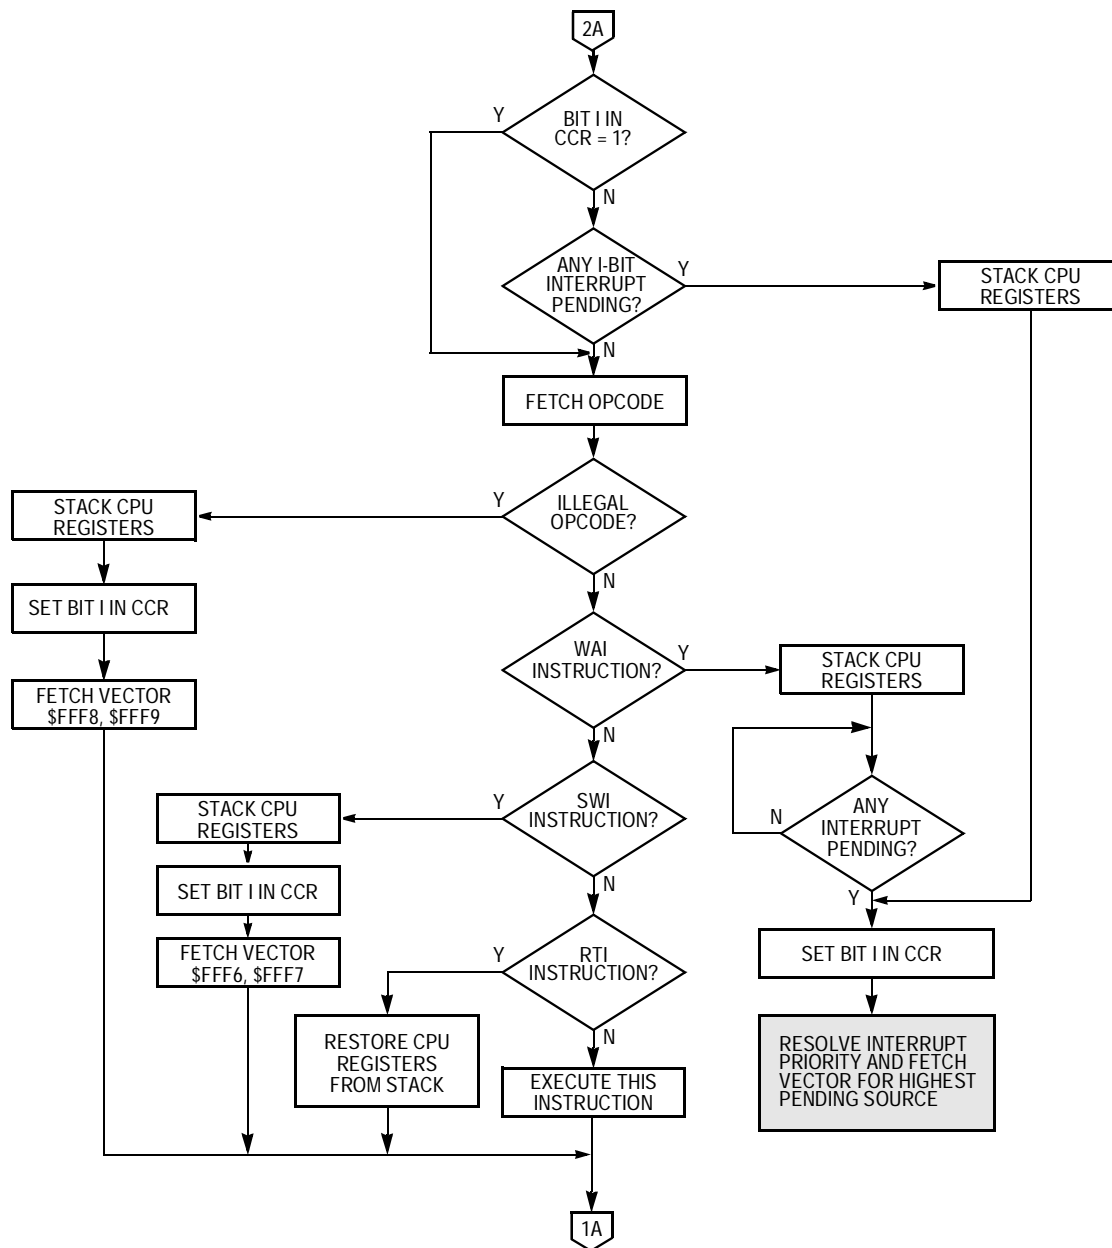 2A
Y
BIT I IN
CCR = 1?
N
ANY I-BIT
INTERRUPT
PENDING?
Y
STACK CPU
REGISTERS
N
FETCH OPCODE
Y
ILLEGAL
OPCODE?
STACK CPU
REGISTERS
N
SET BIT I IN CCR
WAI
INSTRUCTION?
Y
STACK CPU
REGISTERS
FETCH VECTOR
$FFF8, $FFF9
N
STACK CPU
REGISTERS
Y
SWI
INSTRUCTION?
N
ANY
INTERRUPT
PENDING?
SET BIT I IN CCR
N
Y
FETCH VECTOR
$FFF6, $FFF7
Y
RTI
INSTRUCTION?
SET BIT I IN CCR
N
RESTORE CPU
REGISTERS
FROM STACK
EXECUTE THIS
INSTRUCTION
RESOLVE INTERRUPT
PRIORITY AND FETCH
VECTOR FOR HIGHEST
PENDING SOURCE
1A